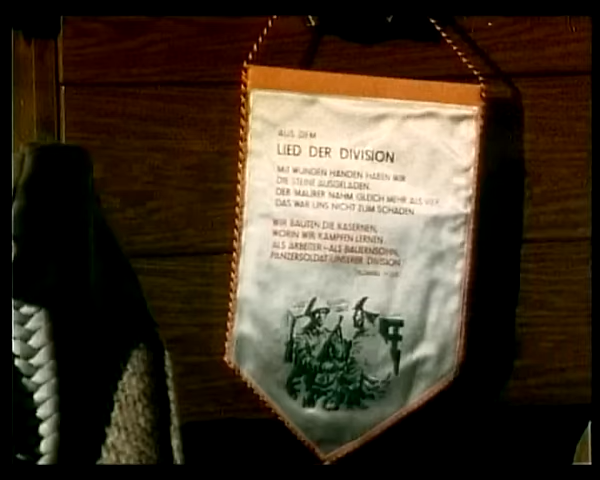 AUS DEM
LIED DER DIVISION
MIT WUNDEN HÄNDEN HABEN WIR
DIE STEINE AUSGELADEN.
DER MAURER NAHM GLEICH MEHR ALS VIER,
DAS WAR UNS NICHT ZUM SCHADEN.
WIR BAUTEN DIE KASERNEN,
WORIN WIR KÄMPFEN LERNEN
ALS ARBEITER-ALS BAUERNSOHN,
PANZERSOLDAT UNSERER DIVISION